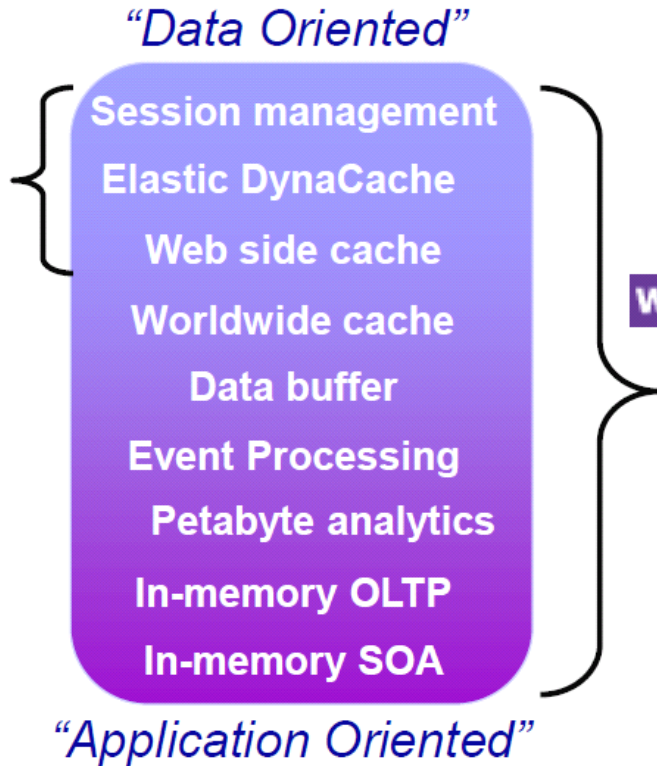 “Data Oriented”
Session management
Elastic DynaCache
Web side cache
Worldwide cache
Data buffer
Event Processing
Petabyte analytics
In-memory OLTP
In-memory SOA
“Application Oriented”